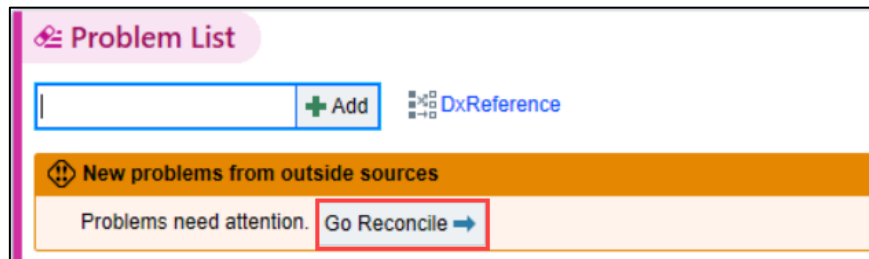 Problem List
Add DxReference
New problems from outside sources
Problems need attention. Go Reconcile